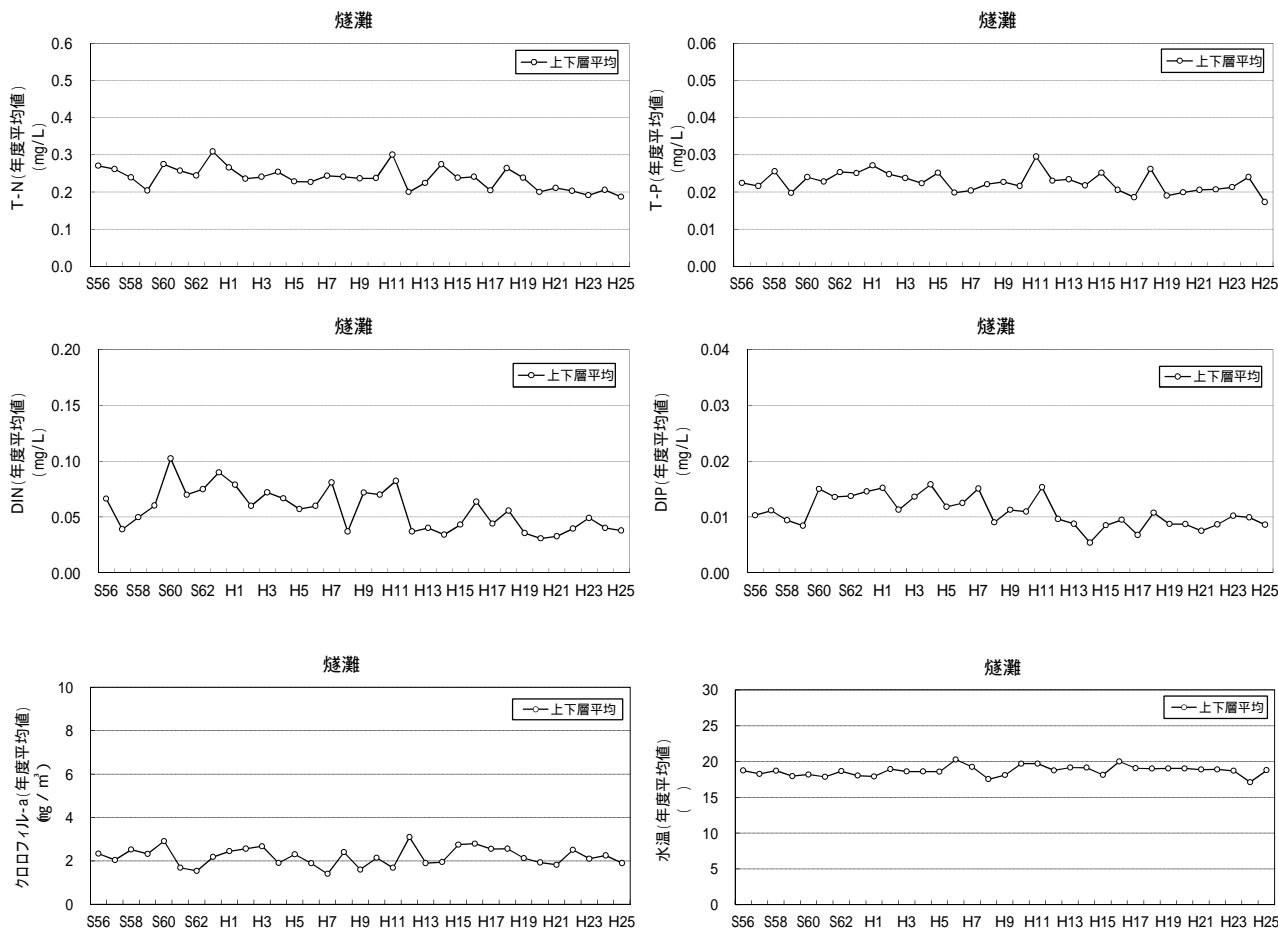 燧灘
T-N(年度平均値)
(mg/L)
0.6
0.5
0.4
0.3
0.2
0.1
0.0
上下層平均
S56 S58 S60 S62 H1 H3 H5 H7 H9 H11 H13 H15 H17 H19 H21 H23 H25
燧灘
T-P(年度平均値)
(mg/L)
0.06
0.05
0.04
0.03
0.02
0.01
0.00
上下層平均
S56 S58 S60 S62 H1 H3 H5 H7 H9 H11 H13 H15 H17 H19 H21 H23 H25
燧灘
DIN(年度平均値)
(mg/L)
0.20
0.15
0.10
0.05
0.00
上下層平均
S56 S58 S60 S62 H1 H3 H5 H7 H9 H11 H13 H15 H17 H19 H21 H23 H25
燧灘
DIP(年度平均値)
(mg/L)
0.04
0.03
0.02
0.01
0.00
上下層平均
S56 S58 S60 S62 H1 H3 H5 H7 H9 H11 H13 H15 H17 H19 H21 H23 H25
燧灘
クロロフィル-a(年度平均値)
(mg/㎥)
10
8
6
4
2
0
上下層平均
S56 S58 S60 S62 H1 H3 H5 H7 H9 H11 H13 H15 H17 H19 H21 H23 H25
燧灘
水温(年度平均値)
( )
30
25
20
15
10
5
0
上下層平均
S56 S58 S60 S62 H1 H3 H5 H7 H9 H11 H13 H15 H17 H19 H21 H23 H25